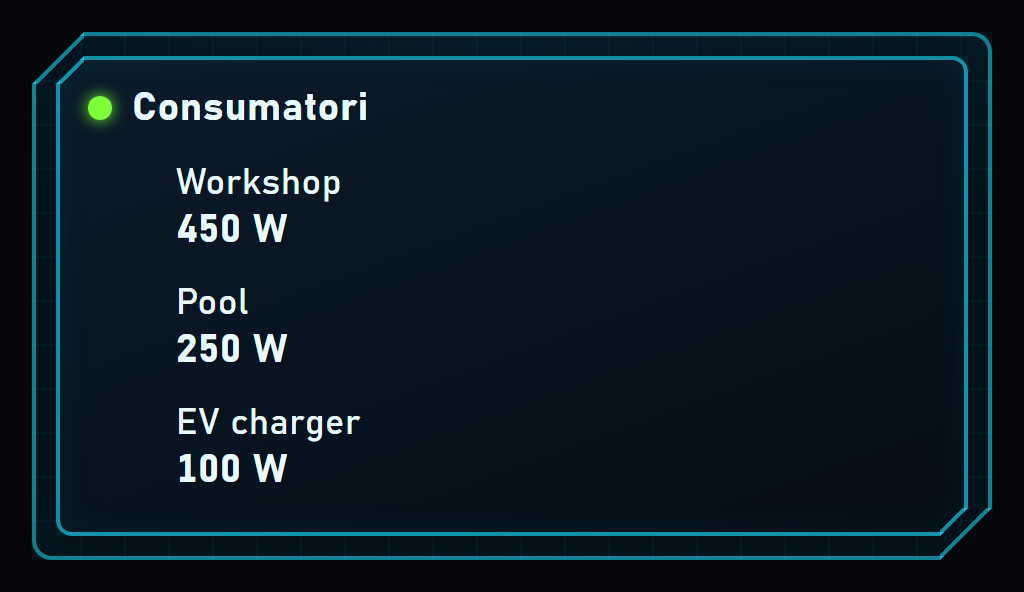 Consumatori
Workshop
450 W
Pool
250 W
EV charger
100 W